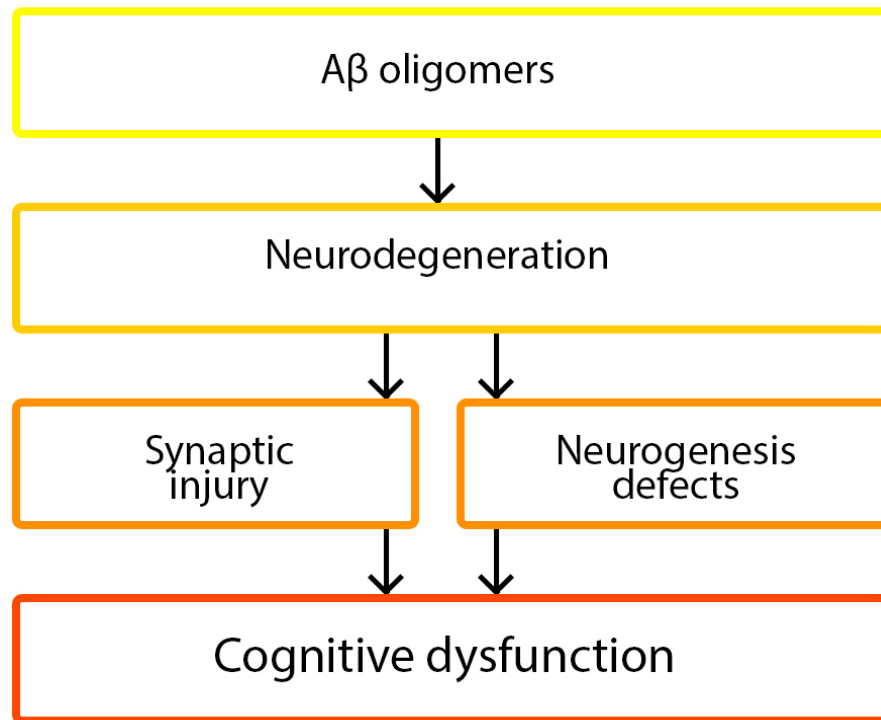 Aβ oligomers
Neurodegeneration
Synaptic
injury
Neurogenesis
defects
Cognitive dysfunction